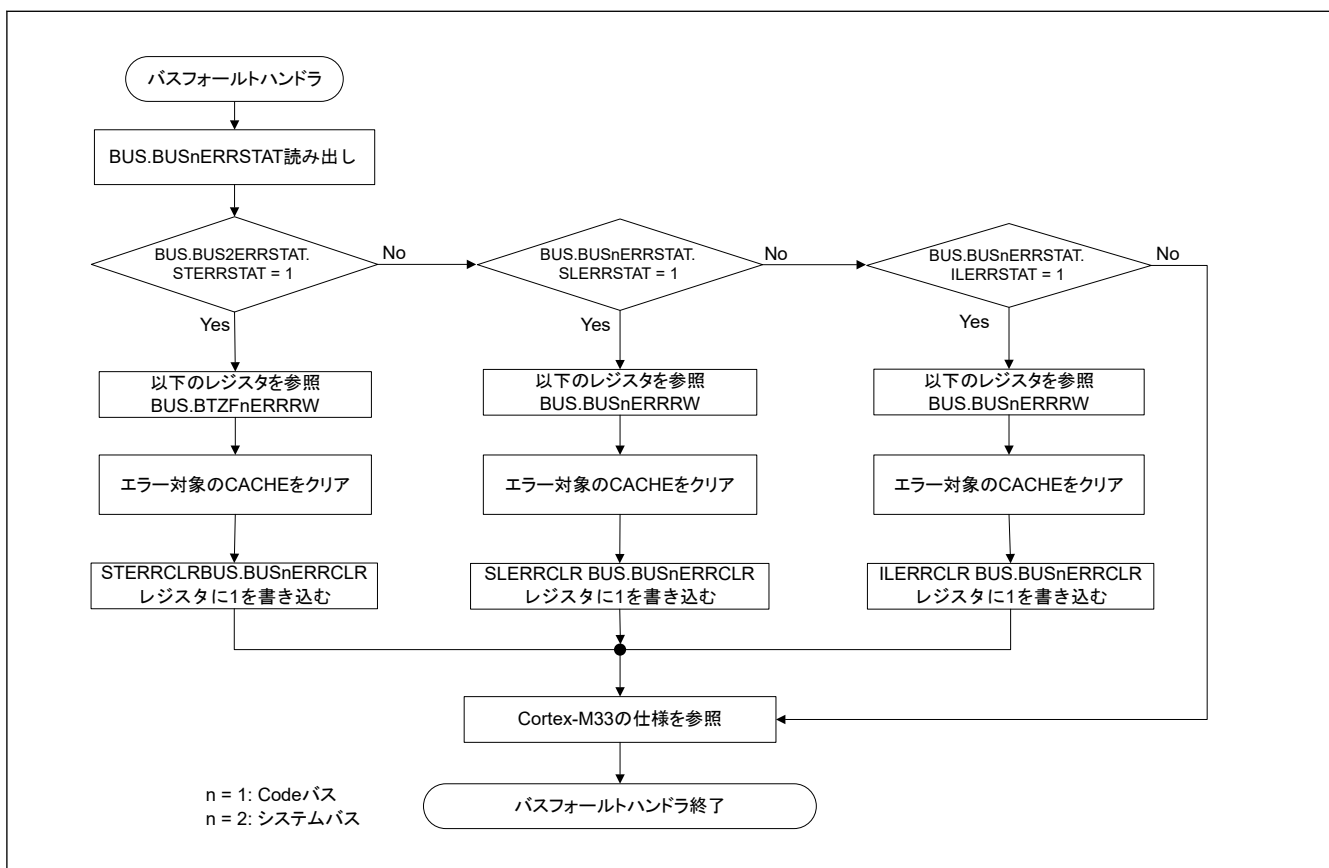 バスフォールトハンドラ
BUS.BUSnERRSTAT読み出し
BUS.BUS2ERRSTAT.
STERRSTAT = 1
No
Yes
BUS.BUSnERRSTAT.
SLERRSTAT = 1
No
Yes
BUS.BUSnERRSTAT.
ILERRSTAT = 1
No
Yes
以下のレジスタを参照
BUS.BTZFnERRRW
以下のレジスタを参照
BUS.BUSnERRRW
以下のレジスタを参照
BUS.BUSnERRRW
エラー対象のCACHEをクリア
エラー対象のCACHEをクリア
エラー対象のCACHEをクリア
STERRCLRBUS.BUSnERRCLR
レジスタに1を書き込む
SLERRCLR BUS.BUSnERRCLR
レジスタに1を書き込む
ILERRCLR BUS.BUSnERRCLR
レジスタに1を書き込む
Cortex-M33の仕様を参照
バスフォールトハンドラ終了
n = 1: Codeバス
n = 2: システムバス